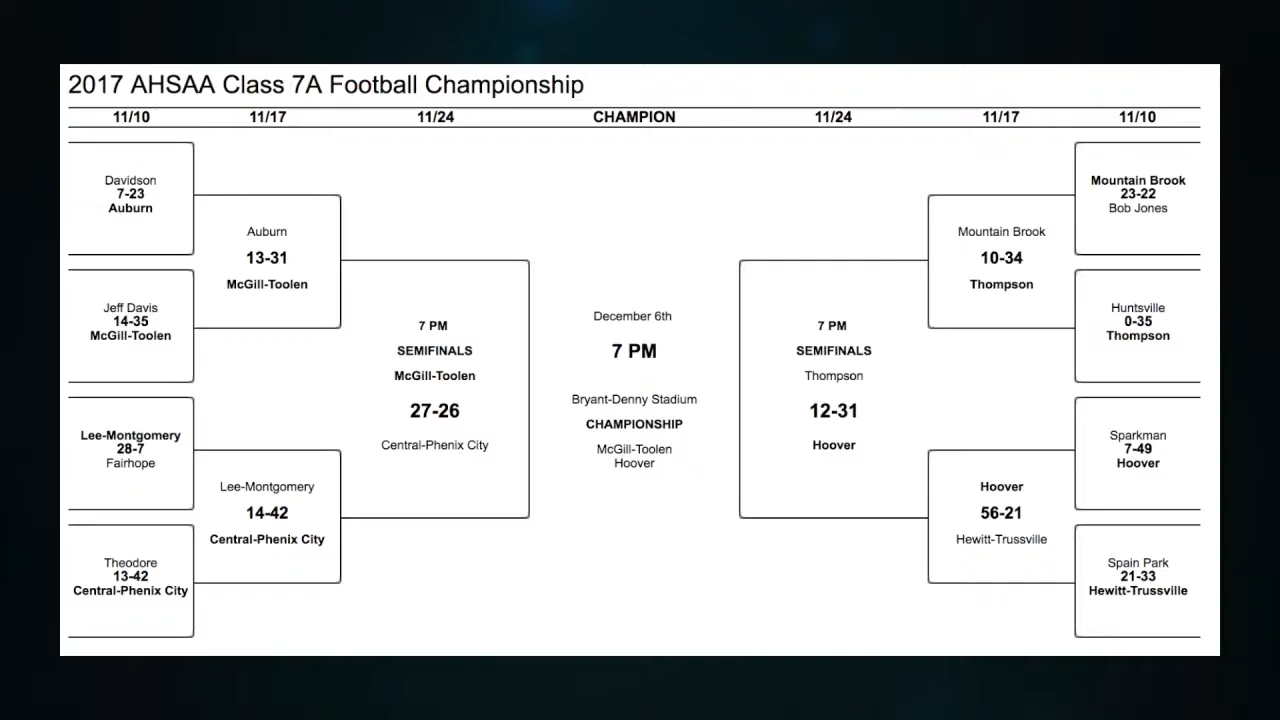 2017 AHSAA Class 7A Football Championship
11/10 11/17 11/24 CHAMPION 11/24 11/17 11/10
Davidson
7-23
Auburn
Jeff Davis
14-35
McGill-Toolen
Lee-Montgomery
28-7
Fairhope
Theodore
13-42
Central-Phenix City
Auburn
13-31
McGill-Toolen
Lee-Montgomery
14-42
Central-Phenix City
7 PM
SEMIFINALS
McGill-Toolen
27-26
Central-Phenix City
December 6th
7 PM
Bryant-Denny Stadium
CHAMPIONSHIP
McGill-Toolen
Hoover
7 PM
SEMIFINALS
Thompson
12-31
Hoover
Mountain Brook
10-34
Thompson
Hoover
56-21
Hewitt-Trussville
Mountain Brook
23-22
Bob Jones
Huntsville
0-35
Thompson
Sparkman
7-49
Hoover
Spain Park
21-33
Hewitt-Trussville